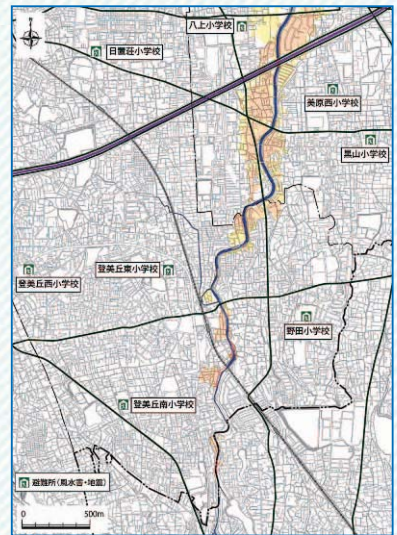 N
八上小学校
日置荘小学校
美原西小学校
黒山小学校
登美丘西小学校
登美丘東小学校
野田小学校
登美丘南小学校
避難所(風水害・地震)
0 500m